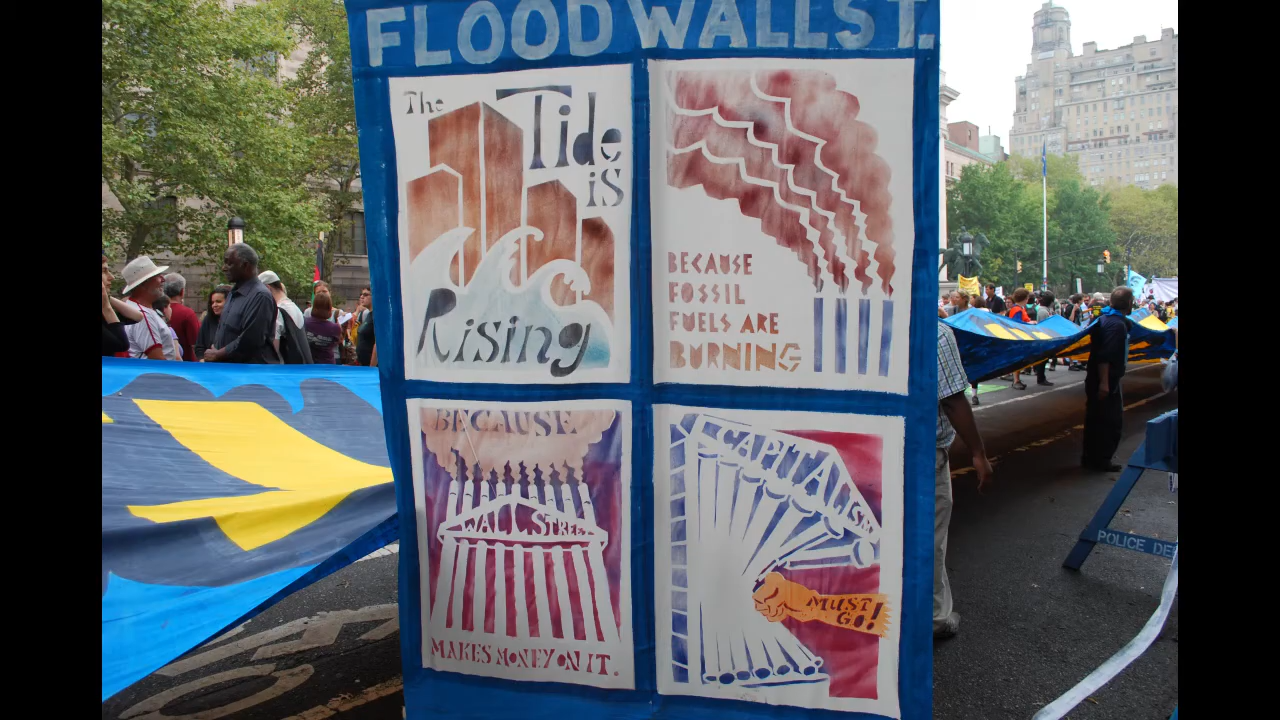 FLOOD WALL ST.
The Tide
is
Rising
BECAUSE
FOSSIL
FUELS ARE
BURNING
BECAUSE
WALL STREET
MAKES MONEY ON IT.
CAPITALISM
MUST
GO!
POLICE DE